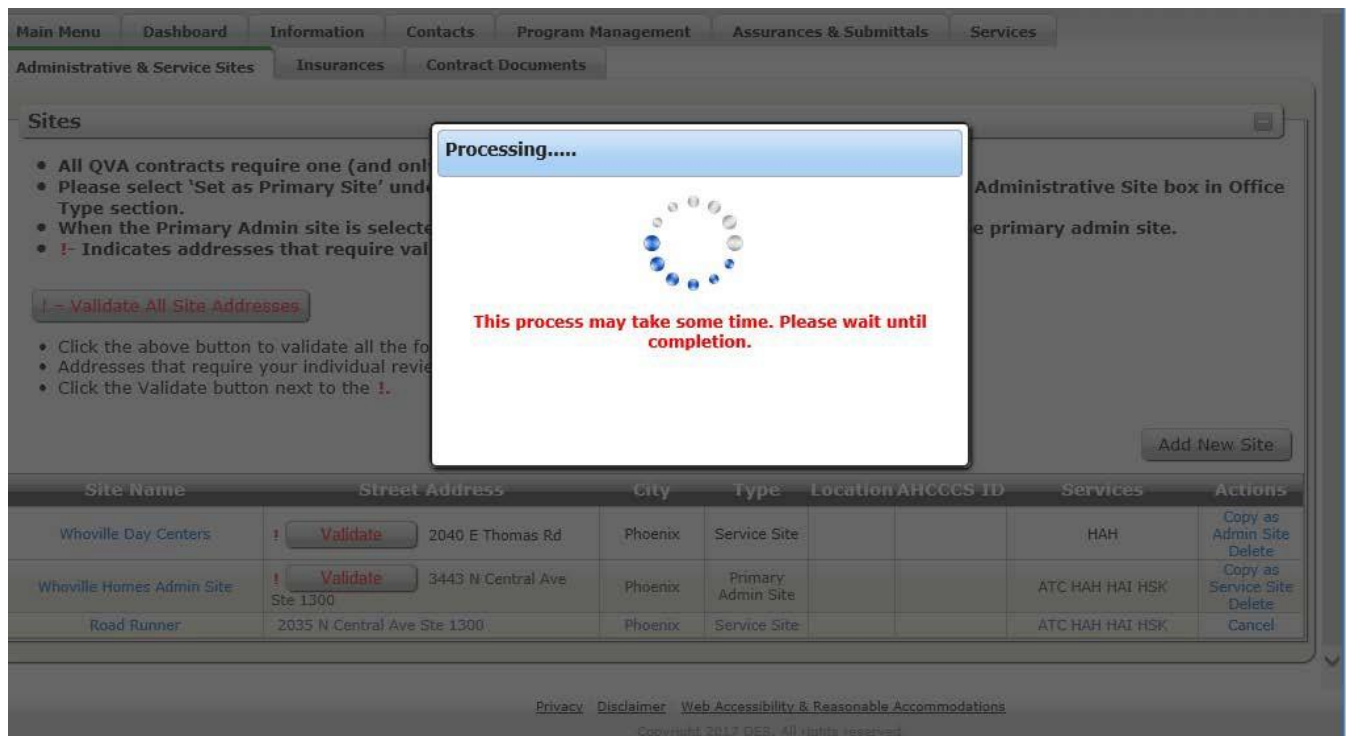 Main Menu Dashboard Information Contacts Program Management Assurances & Submittals Services
Administrative & Service Sites Insurances Contract Documents
Sites
Processing.....
• All QVA contracts require one (and onl
• Please select ‘Set as Primary Site’ und Administrative Site box in Office
Type section.
• When the Primary Admin site is selecte e primary admin site.
• !- Indicates addresses that require val
! - Validate All Site Addresses
This process may take some time. Please wait until
completion.
• Click the above button to validate all the fo
• Addresses that require your individual revie
• Click the Validate button next to the !.
Add New Site
Site Name Street Address City Type Location AHCCCS ID Services Actions
Whoville Day Centers ! Validate 2040 E Thomas Rd Phoenix Service Site HAH Copy as
Admin Site
Delete
Whoville Homes Admin Site ! Validate 3443 N Central Ave
Ste 1300 Phoenix Primary
Admin Site ATC HAH HAI HSK Copy as
Service Site
Delete
Road Runner 2035 N Central Ave Ste 1300 Phoenix Service Site ATC HAH HAI HSK Cancel
Privacy Disclaimer Web Accessibility & Reasonable Accommodations
Copyright 2017 DES. All rights reserved